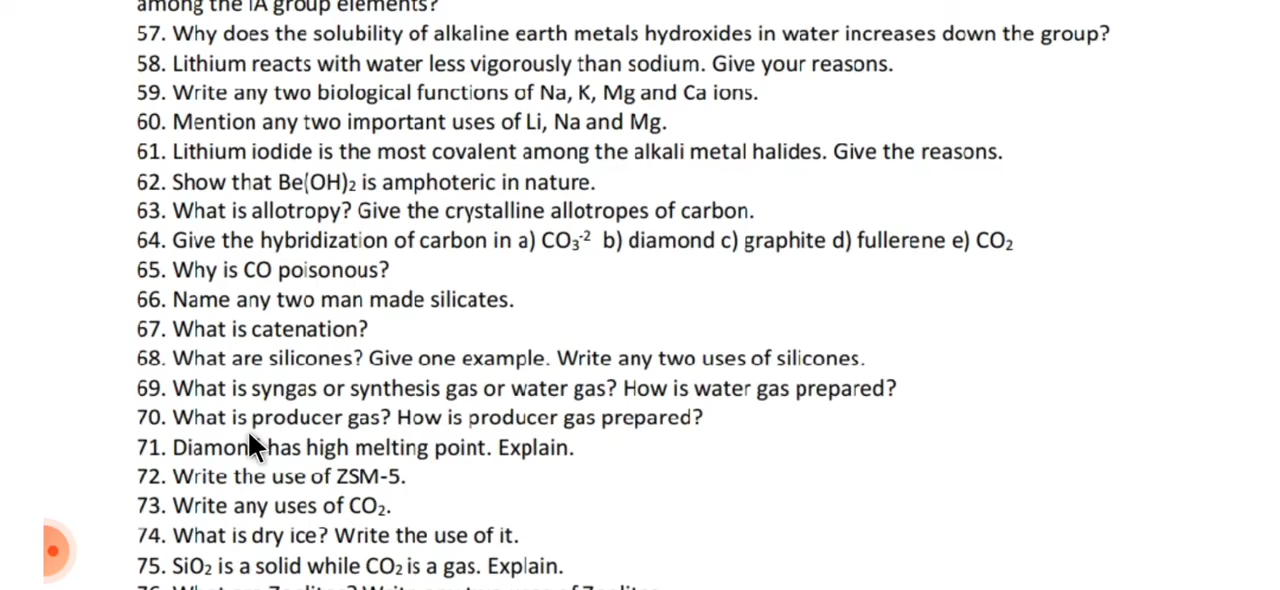 among the IA group elements?
57. Why does the solubility of alkaline earth metals hydroxides in water increases down the group?
58. Lithium reacts with water less vigorously than sodium. Give your reasons.
59. Write any two biological functions of Na, K, Mg and Ca ions.
60. Mention any two important uses of Li, Na and Mg.
61. Lithium iodide is the most covalent among the alkali metal halides. Give the reasons.
62. Show that Be(OH)₂ is amphoteric in nature.
63. What is allotropy? Give the crystalline allotropes of carbon.
64. Give the hybridization of carbon in a) CO₃⁻² b) diamond c) graphite d) fullerene e) CO₂
65. Why is CO poisonous?
66. Name any two man made silicates.
67. What is catenation?
68. What are silicones? Give one example. Write any two uses of silicones.
69. What is syngas or synthesis gas or water gas? How is water gas prepared?
70. What is producer gas? How is producer gas prepared?
71. Diamond has high melting point. Explain.
72. Write the use of ZSM-5.
73. Write any uses of CO₂.
74. What is dry ice? Write the use of it.
75. SiO₂ is a solid while CO₂ is a gas. Explain.